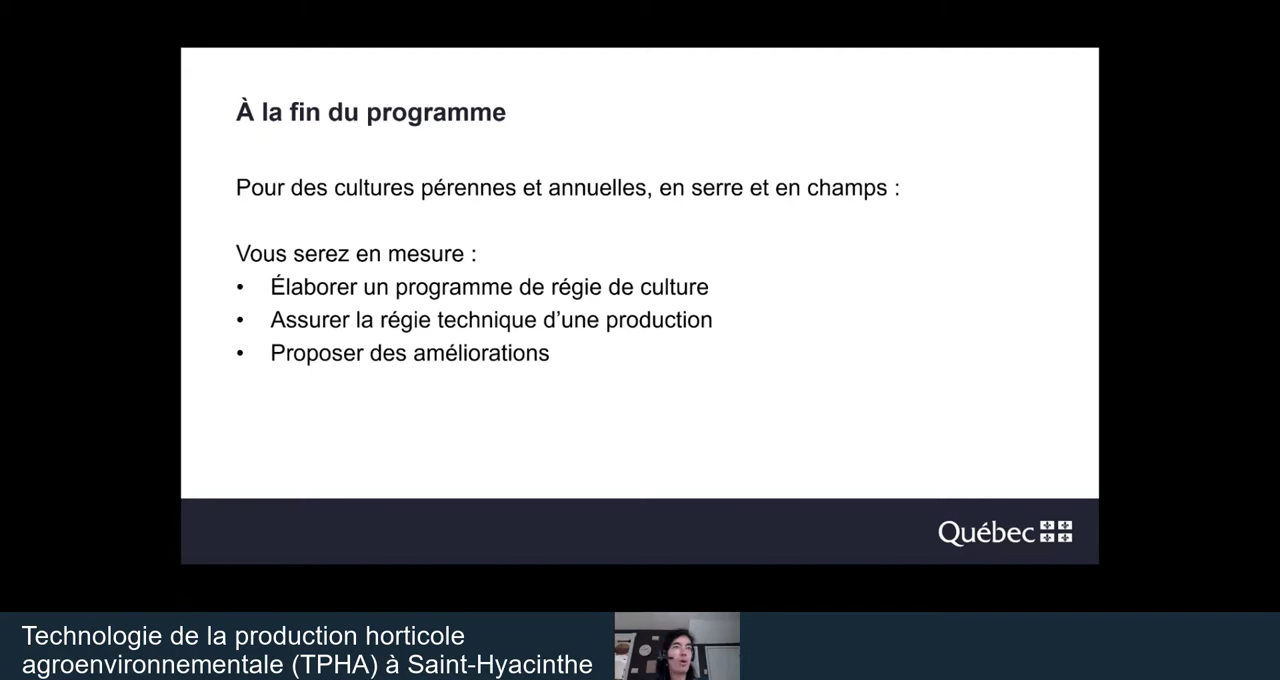 À la fin du programme
Pour des cultures pérennes et annuelles, en serre et en champs :
Vous serez en mesure :
• Élaborer un programme de régie de culture
• Assurer la régie technique d’une production
• Proposer des améliorations
Québec
Technologie de la production horticole
agroenvironnementale (TPHA) à Saint-Hyacinthe